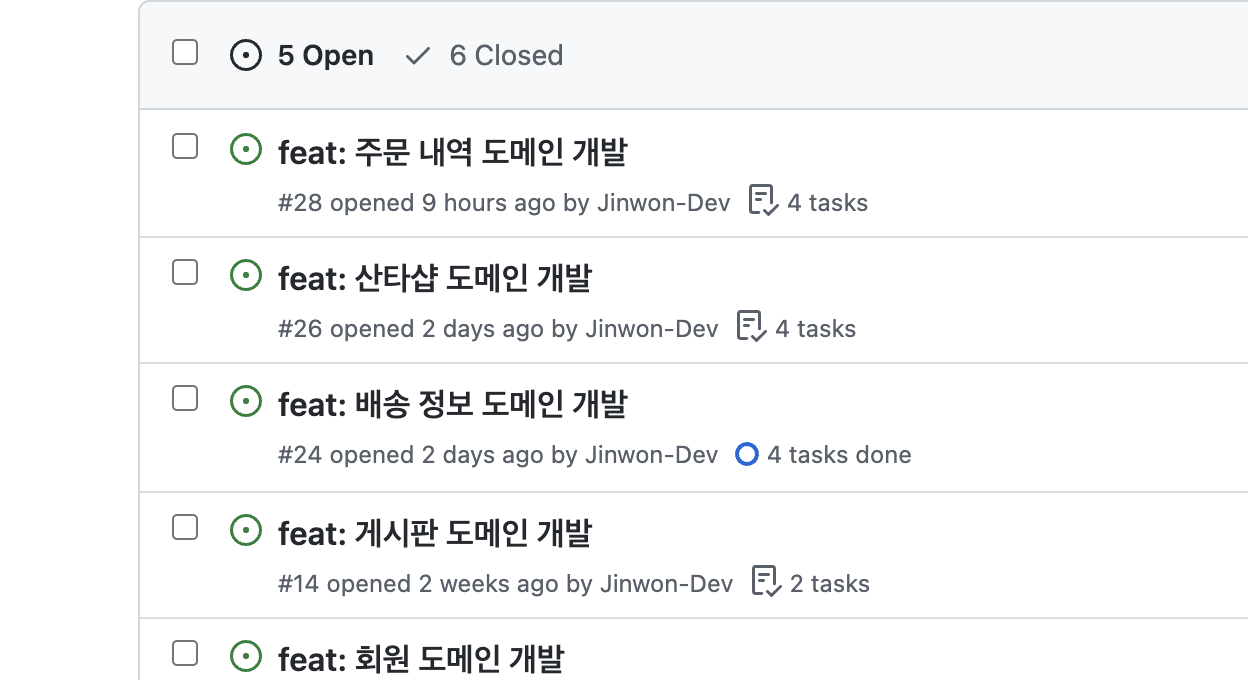 5 Open 6 Closed
feat: 주문 내역 도메인 개발
#28 opened 9 hours ago by Jinwon-Dev 4 tasks
feat: 산타샵 도메인 개발
#26 opened 2 days ago by Jinwon-Dev 4 tasks
feat: 배송 정보 도메인 개발
#24 opened 2 days ago by Jinwon-Dev 4 tasks done
feat: 게시판 도메인 개발
#14 opened 2 weeks ago by Jinwon-Dev 2 tasks
feat: 회원 도메인 개발